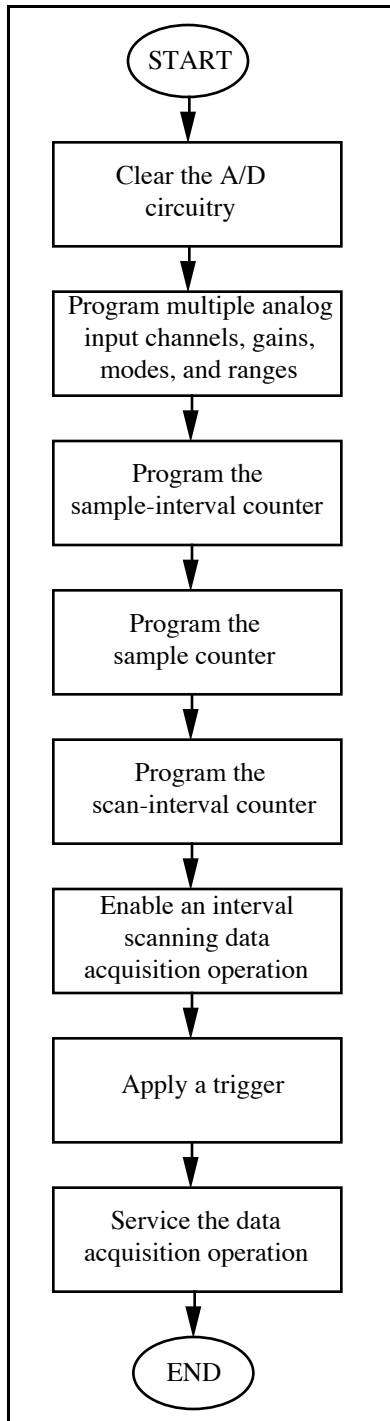 START
Clear the A/D
circuitry
Program multiple analog
input channels, gains,
modes, and ranges
Program the
sample-interval counter
Program the
sample counter
Program the
scan-interval counter
Enable an interval
scanning data
acquisition operation
Apply a trigger
Service the data
acquisition operation
END